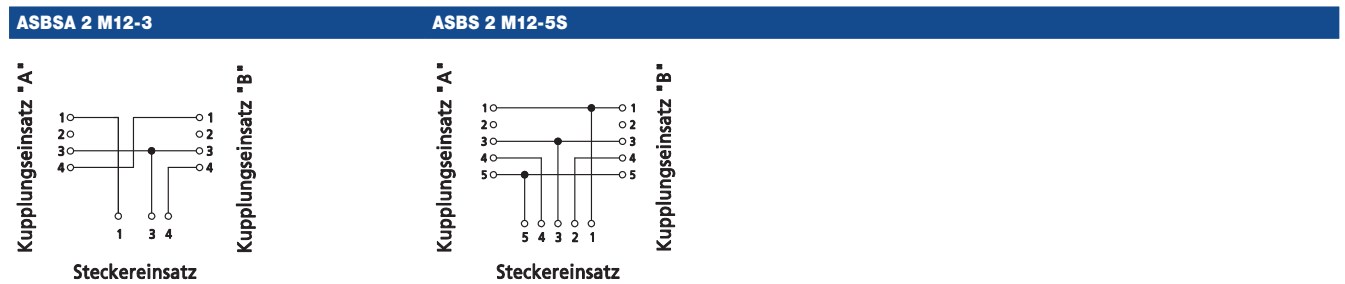 ASBSA 2 M12-3
ASBS 2 M12-5S
Kupplungseinsatz "A"
1
2
3
4
1
2
3
4
Kupplungseinsatz "B"
1 3 4
Steckereinsatz
Kupplungseinsatz "A"
1
2
3
4
5
1
2
3
4
5
Kupplungseinsatz "B"
5 4 3 2 1
Steckereinsatz